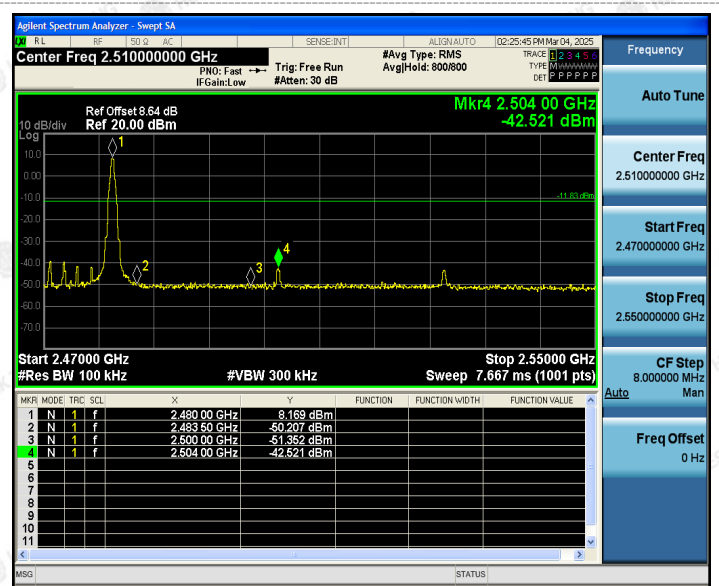 Agilent Spectrum Analyzer - Swept SA
LXI RL RF 50 Ω AC SENSE:INT ALIGNAUTO 02:25:45 PM Mar 04, 2025
Center Freq 2.510000000 GHz
PNO: Fast
IFGain:Low
Trig: Free Run
#Atten: 30 dB
#Avg Type: RMS
Avg|Hold: 800/800
TRACE 1 2 3 4 5 6
TYPE MWWWWW
DET P P P P P P
Frequency
Mkr4 2.504 00 GHz
-42.521 dBm
Ref Offset 8.64 dB
10 dB/div Ref 20.00 dBm
Log
10.0
0.00
-10.0
-20.0
-30.0
-40.0
-50.0
-60.0
-70.0
1
2
3
4
-11.83 dBm
Start 2.47000 GHz Stop 2.55000 GHz
#Res BW 100 kHz #VBW 300 kHz Sweep 7.667 ms (1001 pts)
MKR MODE TRC SCL X Y FUNCTION FUNCTION WIDTH FUNCTION VALUE
1 N 1 f 2.480 00 GHz 8.169 dBm
2 N 1 f 2.483 50 GHz -50.207 dBm
3 N 1 f 2.500 00 GHz -51.352 dBm
4 N 1 f 2.504 00 GHz -42.521 dBm
5
6
7
8
9
10
11
MSG STATUS
Auto Tune
Center Freq
2.510000000 GHz
Start Freq
2.470000000 GHz
Stop Freq
2.550000000 GHz
CF Step
8.000000 MHz
Auto Man
Freq Offset
0 Hz